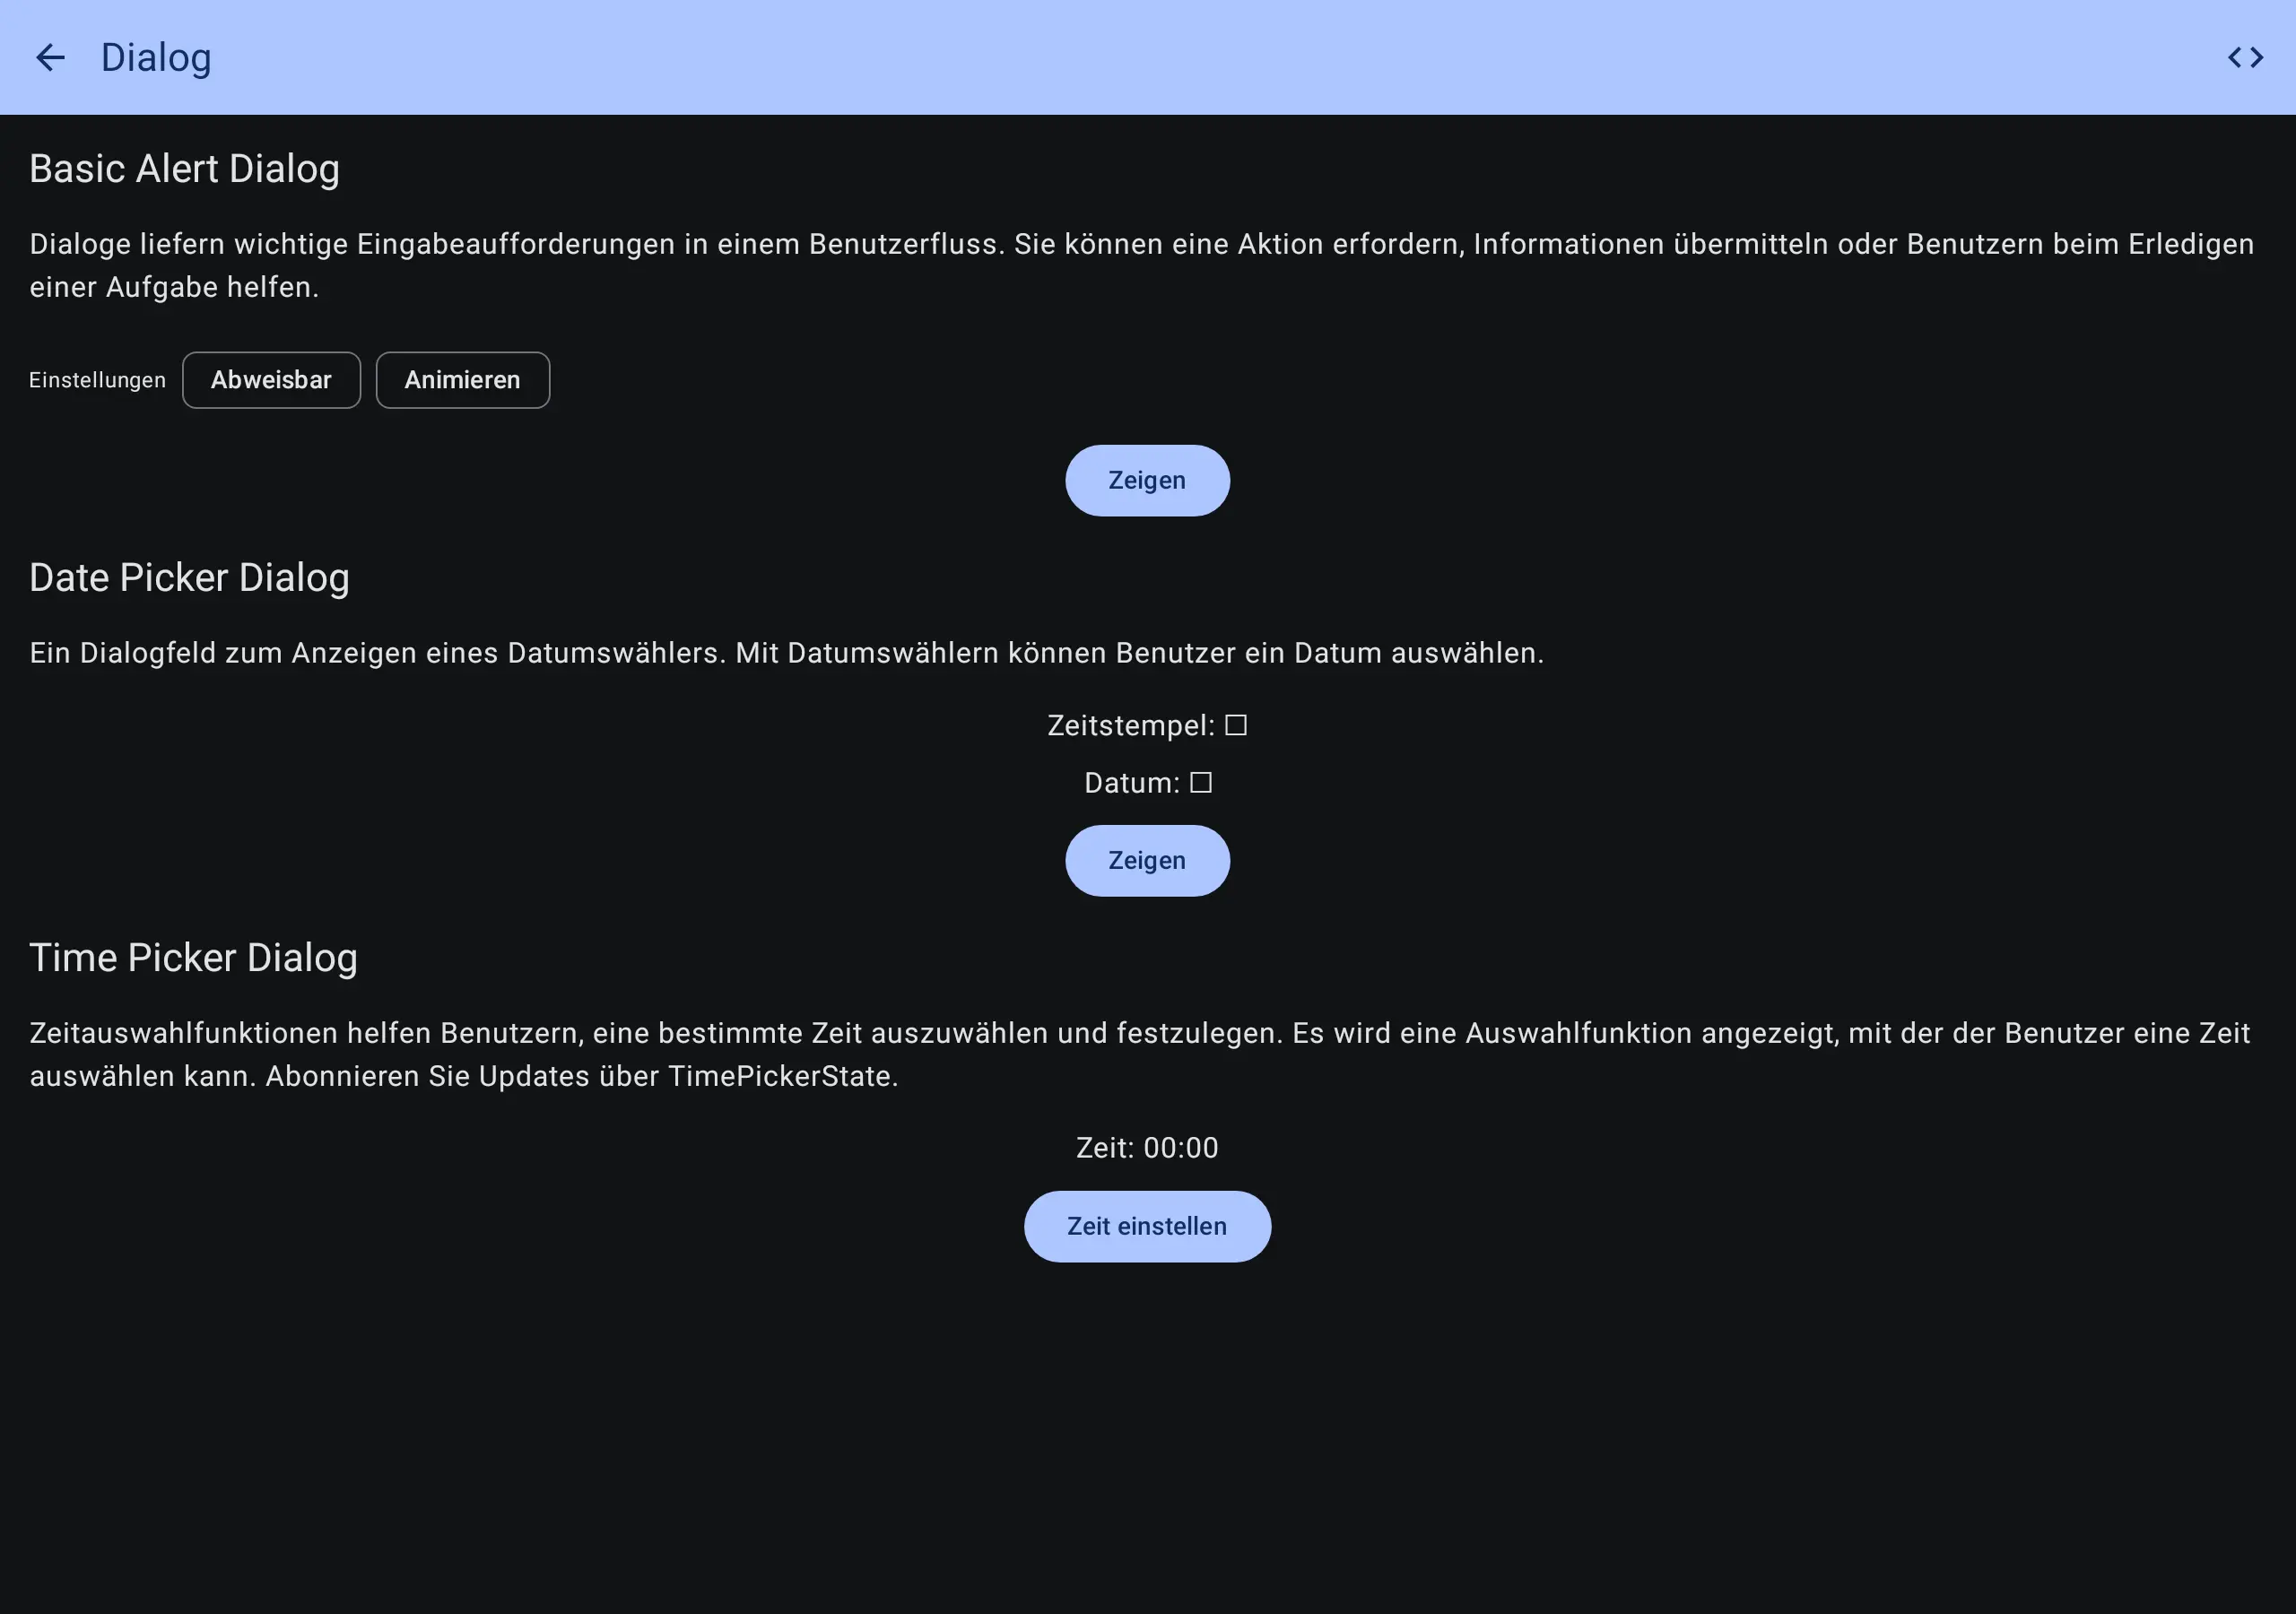 Dialog
Basic Alert Dialog
Dialoge liefern wichtige Eingabeaufforderungen in einem Benutzerfluss. Sie können eine Aktion erfordern, Informationen übermitteln oder Benutzern beim Erledigen
einer Aufgabe helfen.
Einstellungen Abweisbar Animieren
Zeigen
Date Picker Dialog
Ein Dialogfeld zum Anzeigen eines Datumswählers. Mit Datumswählern können Benutzer ein Datum auswählen.
Zeitstempel: ☐
Datum: ☐
Zeigen
Time Picker Dialog
Zeitauswahlfunktionen helfen Benutzern, eine bestimmte Zeit auszuwählen und festzulegen. Es wird eine Auswahlfunktion angezeigt, mit der der Benutzer eine Zeit
auswählen kann. Abonnieren Sie Updates über TimePickerState.
Zeit: 00:00
Zeit einstellen